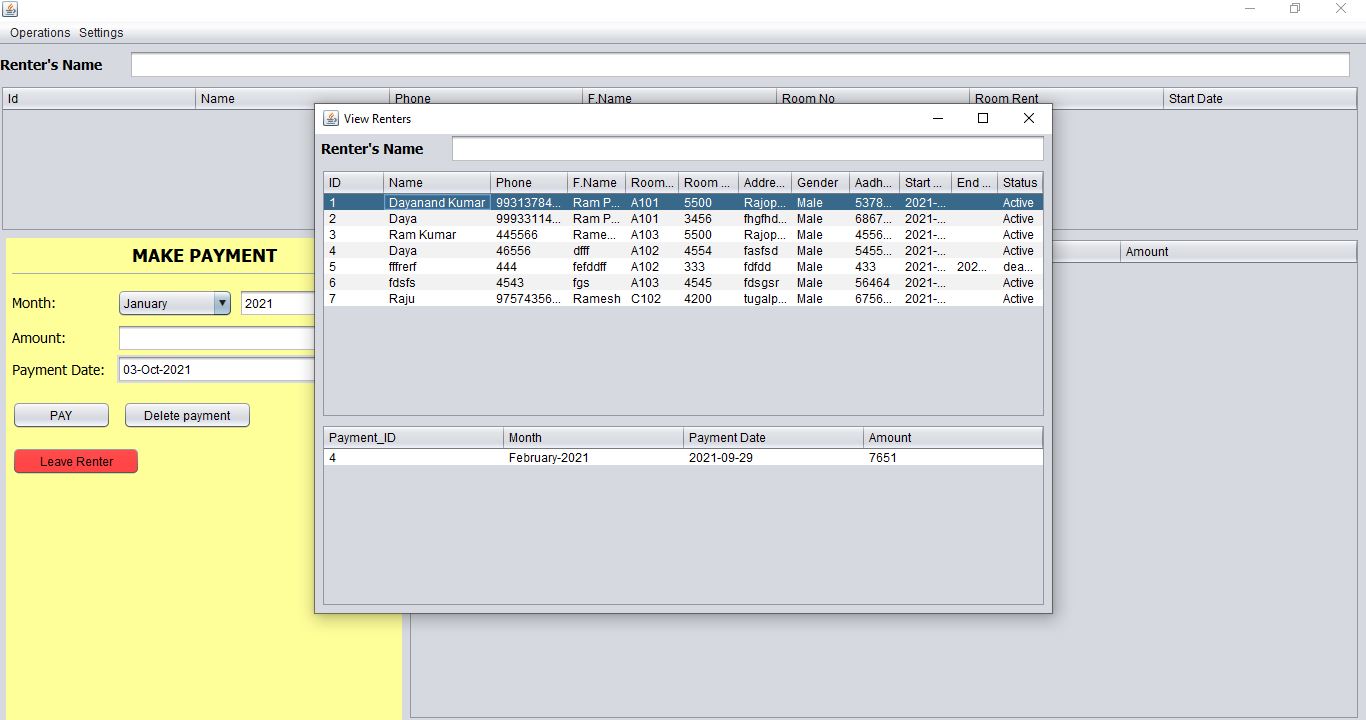 Operations Settings
Renter's Name
Id Name Phone F.Name Room No Room Rent Start Date
View Renters
Renter's Name
ID Name Phone F.Name Room... Room ... Addre... Gender Aadh... Start ... End ... Status
1 Dayanand Kumar 99313784... Ram P... A101 5500 Rajop... Male 5378... 2021-... Active
2 Daya 99933114... Ram P... A101 3456 fhgfhd... Male 6867... 2021-... Active
3 Ram Kumar 445566 Rame... A103 5500 Rajop... Male 4556... 2021-... Active
4 Daya 46556 dfff A102 4554 fasfsd Male 5455... 2021-... Active
5 fffrerf 444 fefddff A102 333 fdfdd Male 433 2021-... 202... dea...
6 fdsfs 4543 fgs A103 4545 fdsgsr Male 56464 2021-... Active
7 Raju 97574356... Ramesh C102 4200 tugalp... Male 6756... 2021-... Active
Payment_ID Month Payment Date Amount
4 February-2021 2021-09-29 7651
MAKE PAYMENT
Month: January 2021
Amount:
Payment Date: 03-Oct-2021
PAY Delete payment
Leave Renter
Amount